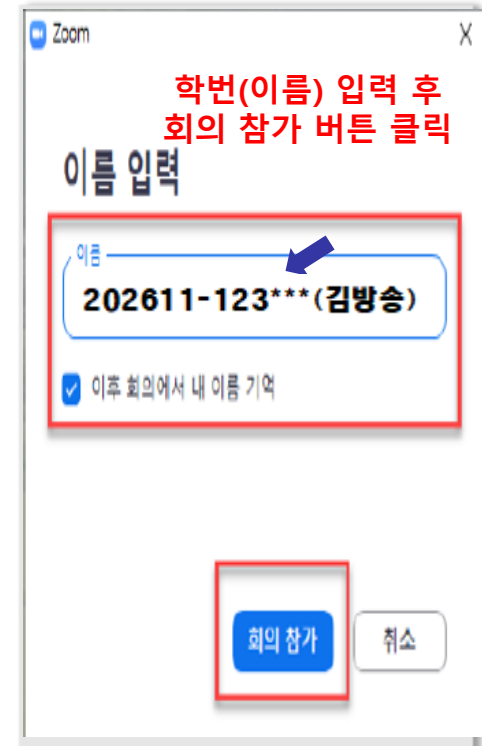 Zoom
학번(이름) 입력 후
회의 참가 버튼 클릭
이름 입력
이름
202611-123***(김방송)
이후 회의에서 내 이름 기억
회의 참가
취소